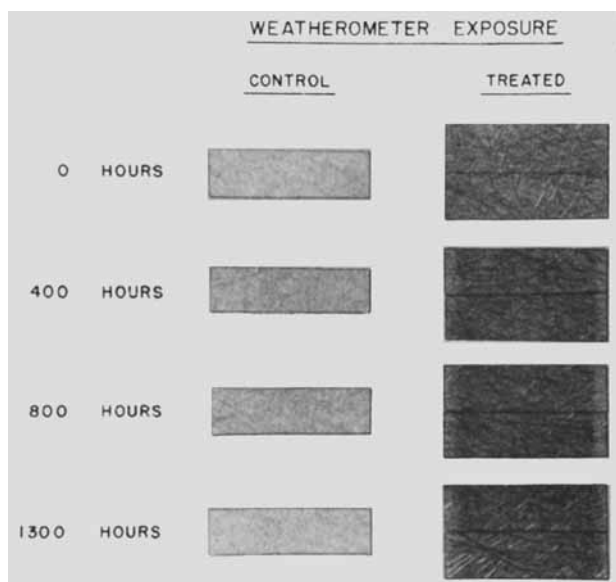 WEATHEROMETER EXPOSURE
CONTROL TREATED
0 HOURS
400 HOURS
800 HOURS
1300 HOURS